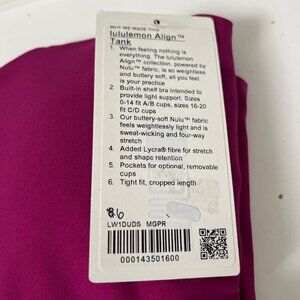 WHY WE MADE THIS
lululemon Align™
Tank
1. When feeling nothing is
everything. The lululemon
Align™ collection, powered by
Nulu™ fabric, is so weightless
and buttery soft, all you
feel is
2. Built-in shelf bra intended to
provide light support. Sizes
0-14 fit A/B cups, sizes 16-20
fit C/D cups
3. Our buttery-soft Nulu™ fabric
feels weightlessly light and is
sweat-wicking and four-way
stretch
4. Added Lycra® fibre for stretch
and shape retention
5. Pockets for optional, removable
cups
6. Tight fit, cropped length
6
LW1DUDS MGPR
000143501600